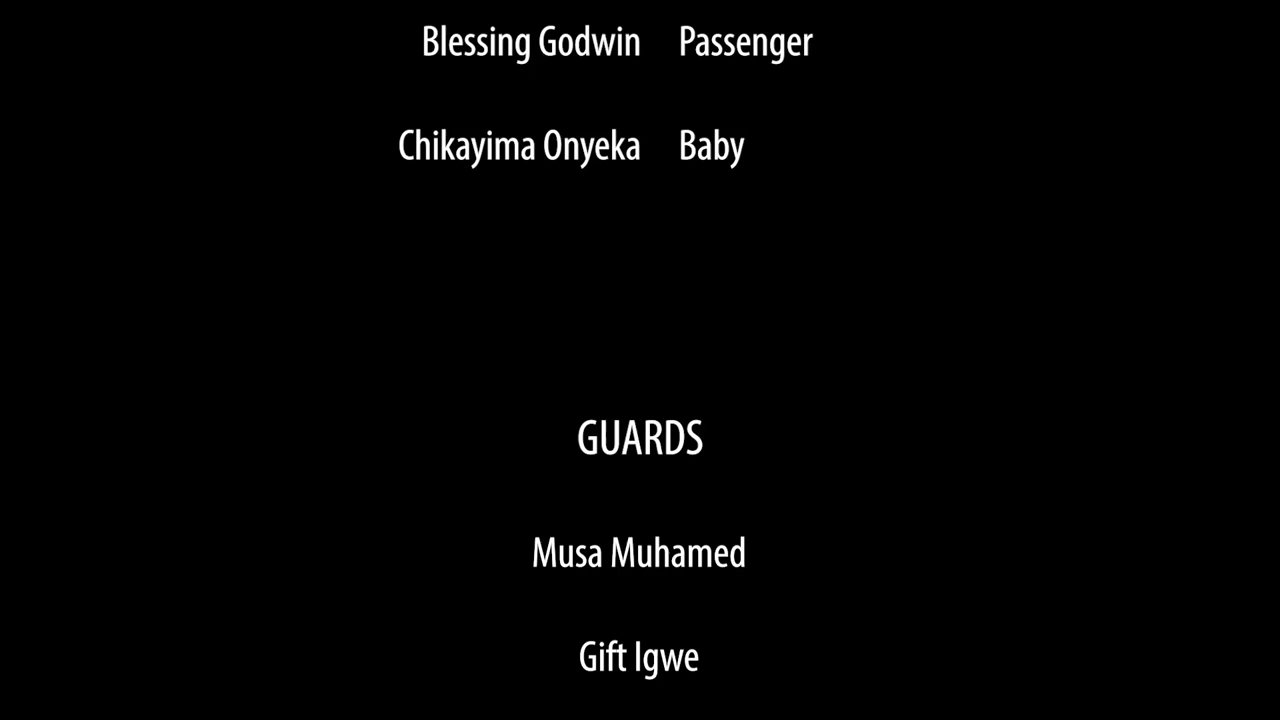 Blessing Godwin Passenger
Chikayima Onyeka Baby
GUARDS
Musa Muhamed
Gift Igwe